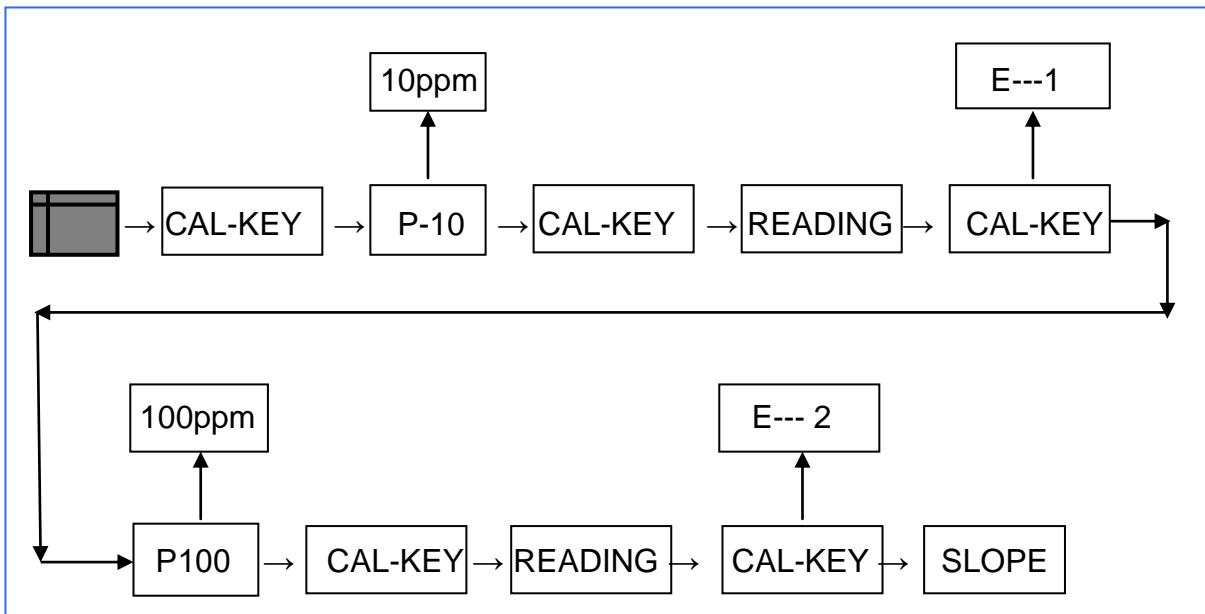 10ppm
E---1
→ CAL-KEY → P-10 → CAL-KEY → READING → CAL-KEY
100ppm
E--- 2
P100 → CAL-KEY → READING → CAL-KEY → SLOPE